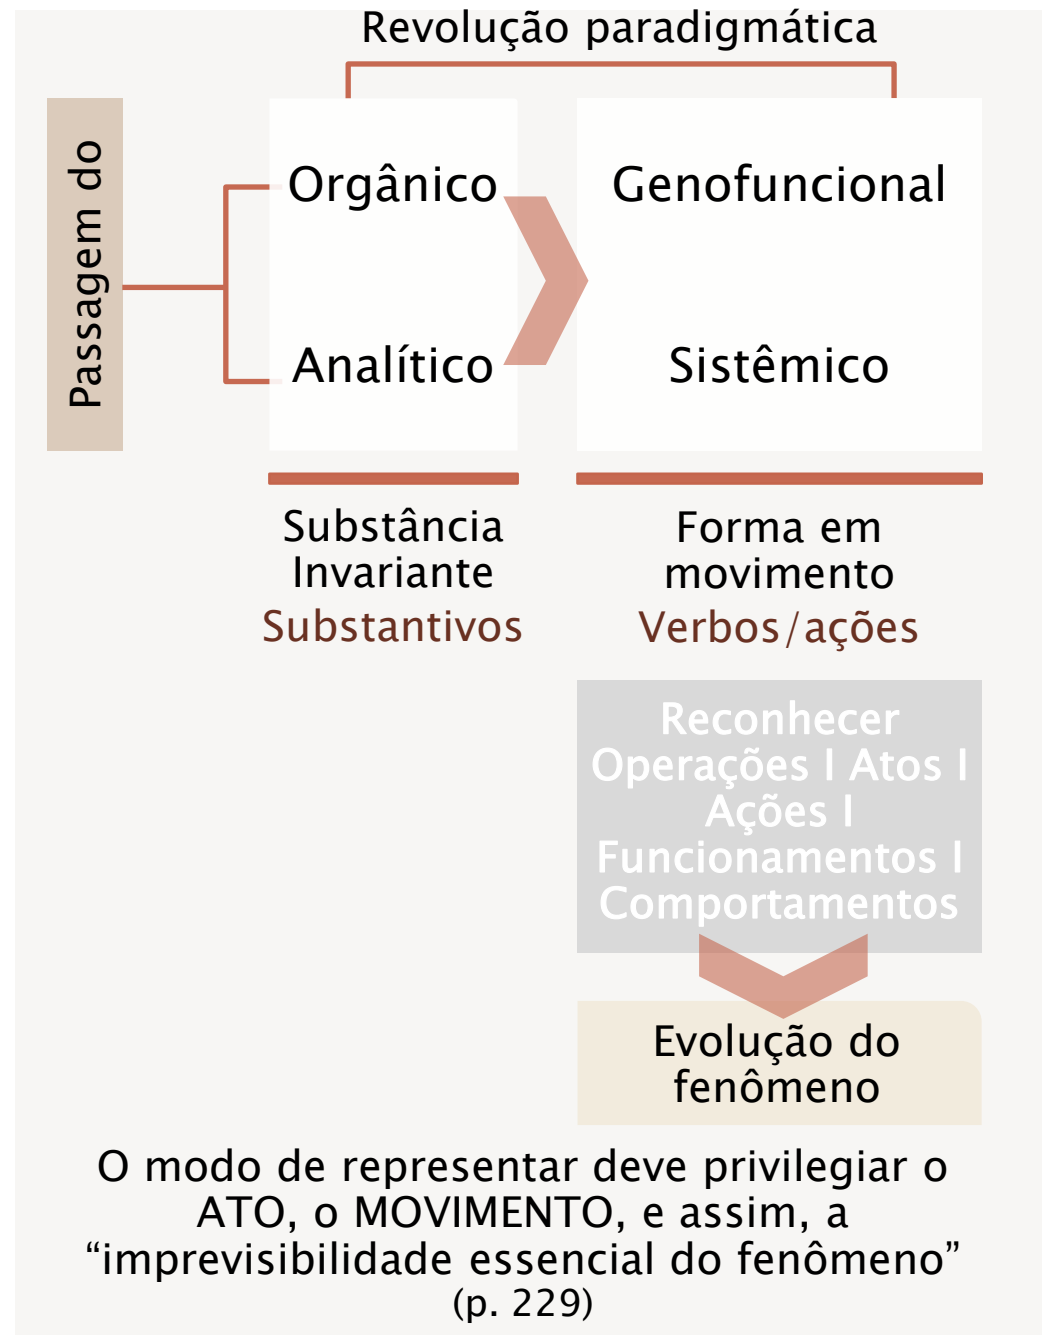 Revolução paradigmática
Passagem do
Orgânico
Genofuncional
Analítico
Sistêmico
Substância
Invariante
Substantivos
Forma em
movimento
Verbos/ações
Reconhecer
Operações I Atos I
Ações I
Funcionamentos I
Comportamentos
Evolução do
fenômeno
O modo de representar deve privilegiar o
ATO, o MOVIMENTO, e assim, a
“imprevisibilidade essencial do fenômeno”
(p. 229)